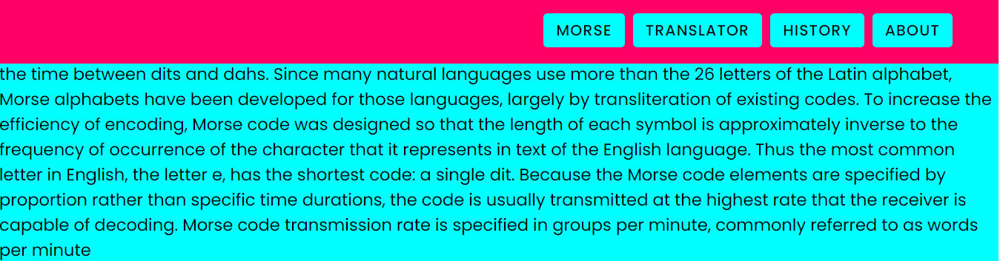 MORSE TRANSLATOR HISTORY ABOUT
the time between dits and dahs. Since many natural languages use more than the 26 letters of the Latin alphabet,
Morse alphabets have been developed for those languages, largely by transliteration of existing codes. To increase the
efficiency of encoding, Morse code was designed so that the length of each symbol is approximately inverse to the
frequency of occurrence of the character that it represents in text of the English language. Thus the most common
letter in English, the letter e, has the shortest code: a single dit. Because the Morse code elements are specified by
proportion rather than specific time durations, the code is usually transmitted at the highest rate that the receiver is
capable of decoding. Morse code transmission rate is specified in groups per minute, commonly referred to as words
per minute